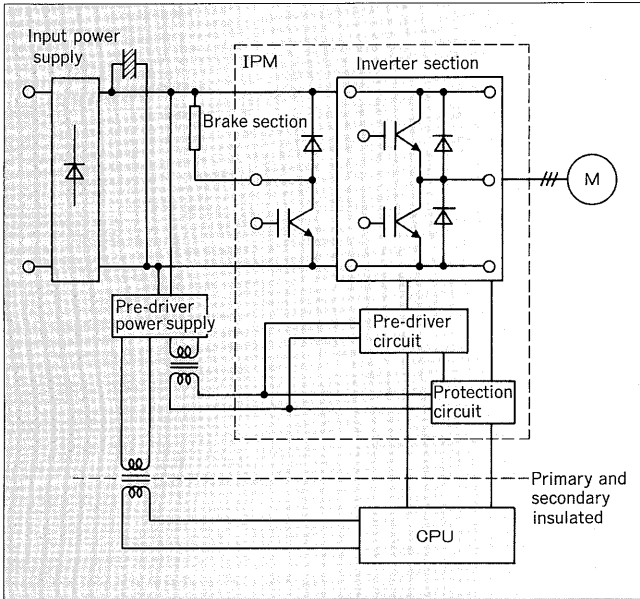 Input power
supply
IPM
Inverter section
Brake section
M
Pre-driver
power supply
Pre-driver
circuit
Protection
circuit
Primary and
secondary
insulated
CPU